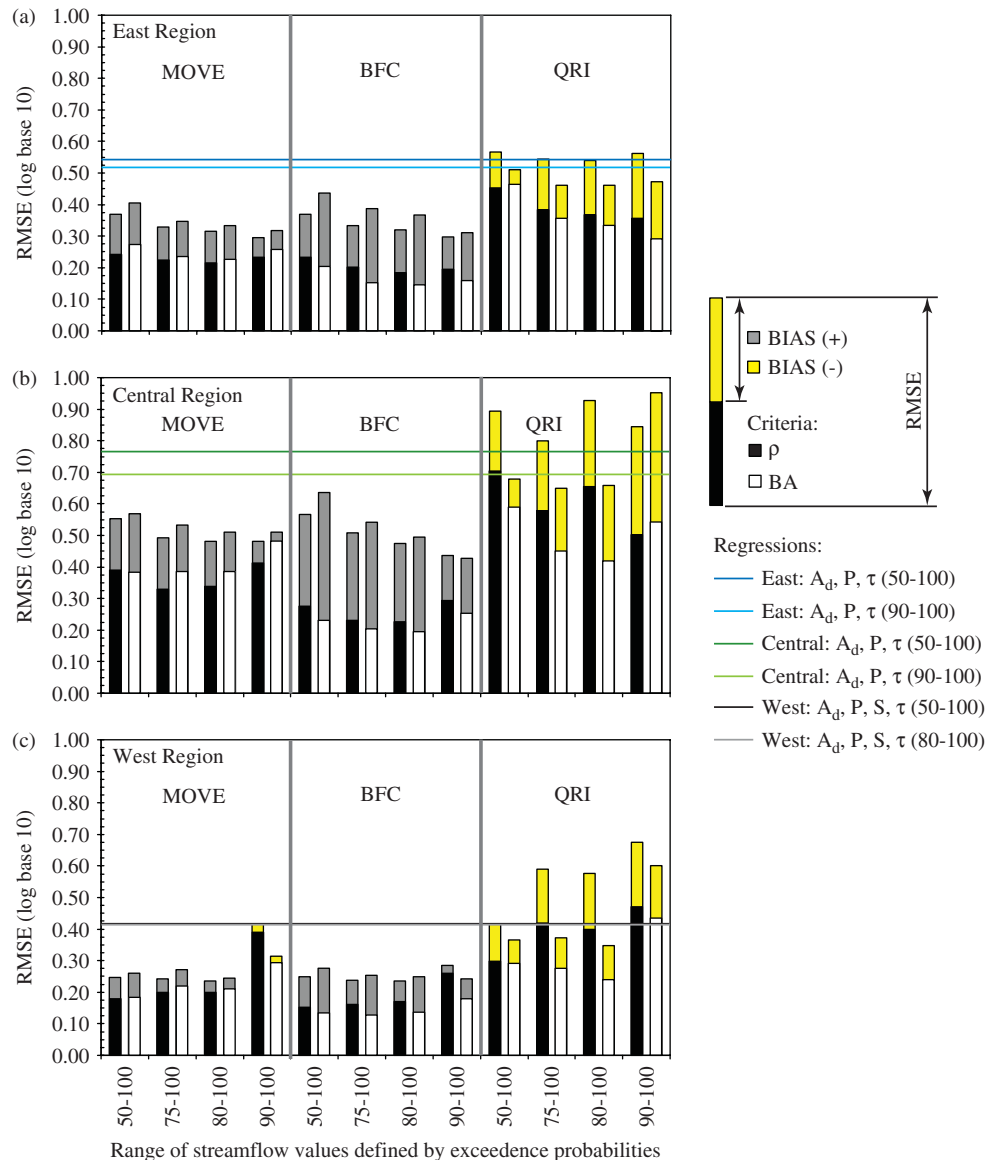 (a)
1.00
0.90
0.80
0.70
0.60
0.50
0.40
0.30
0.20
0.10
0.00
RMSE (log base 10)
East Region
MOVE
BFC
QRI
(b)
1.00
0.90
0.80
0.70
0.60
0.50
0.40
0.30
0.20
0.10
0.00
RMSE (log base 10)
Central Region
MOVE
BFC
QRI
(c)
1.00
0.90
0.80
0.70
0.60
0.50
0.40
0.30
0.20
0.10
0.00
RMSE (log base 10)
West Region
MOVE
BFC
QRI
50-100
75-100
80-100
90-100
50-100
75-100
80-100
90-100
50-100
75-100
80-100
90-100
Range of streamflow values defined by exceedence probabilities
BIAS (+)
BIAS (-)
Criteria:
ρ
BA
RMSE
Regressions:
East: A_d, P, τ (50-100)
East: A_d, P, τ (90-100)
Central: A_d, P, τ (50-100)
Central: A_d, P, τ (90-100)
West: A_d, P, S, τ (50-100)
West: A_d, P, S, τ (80-100)